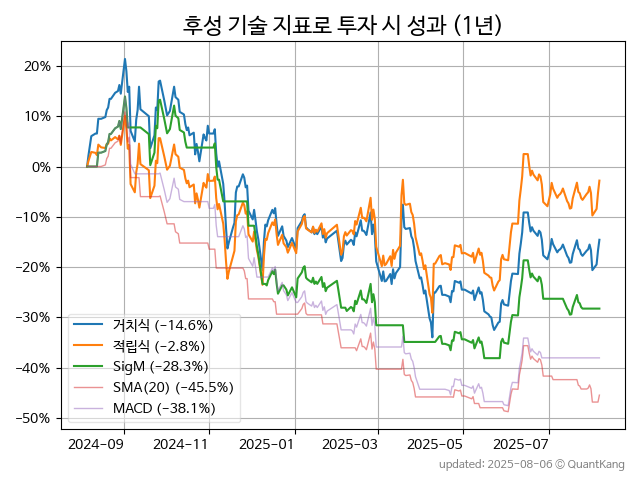 후성 기술 지표로 투자 시 성과 (1년)
20%
10%
0%
−10%
−20%
−30%
−40%
−50%
거치식 (−14.6%)
적립식 (−2.8%)
SigM (−28.3%)
SMA(20) (−45.5%)
MACD (−38.1%)
2024−09 2024−11 2025−01 2025−03 2025−05 2025−07
updated: 2025-08-06 © QuantKang